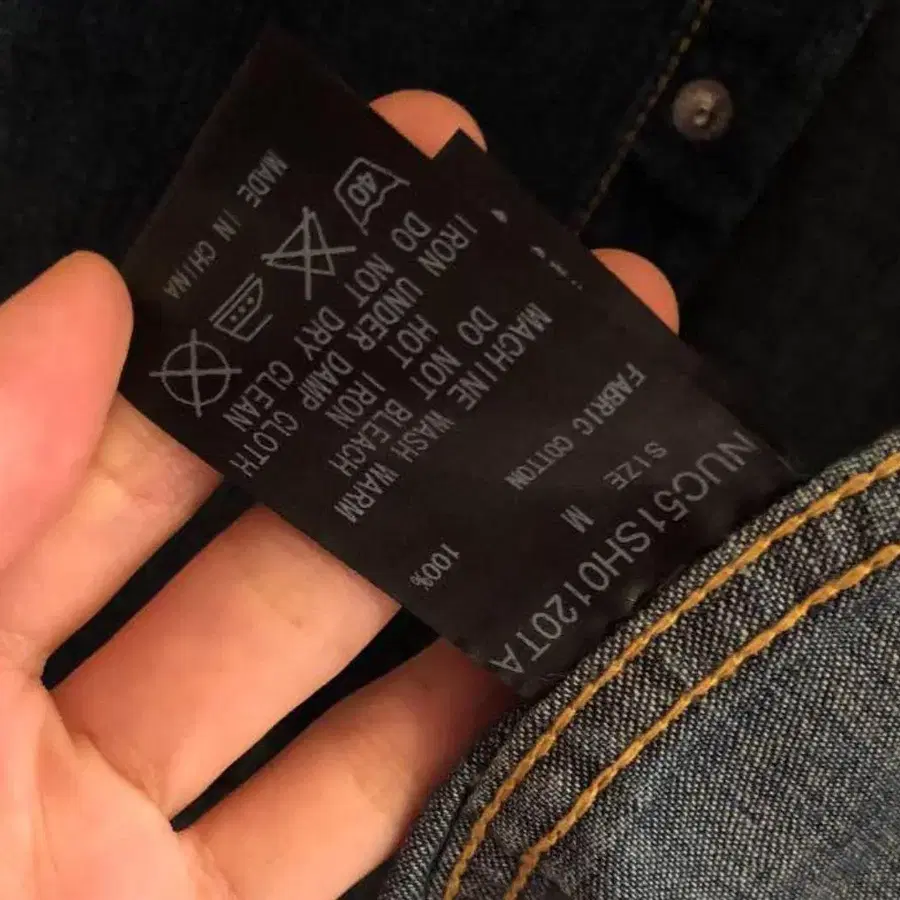 NUC51SH0120TA
SIZE M
FABRIC COTTON 100%
MACHINE WASH WARM
DO NOT BLEACH
HOT IRON
IRON UNDER DAMP CLOTH
DO NOT DRY CLEAN
40
MADE IN CHINA